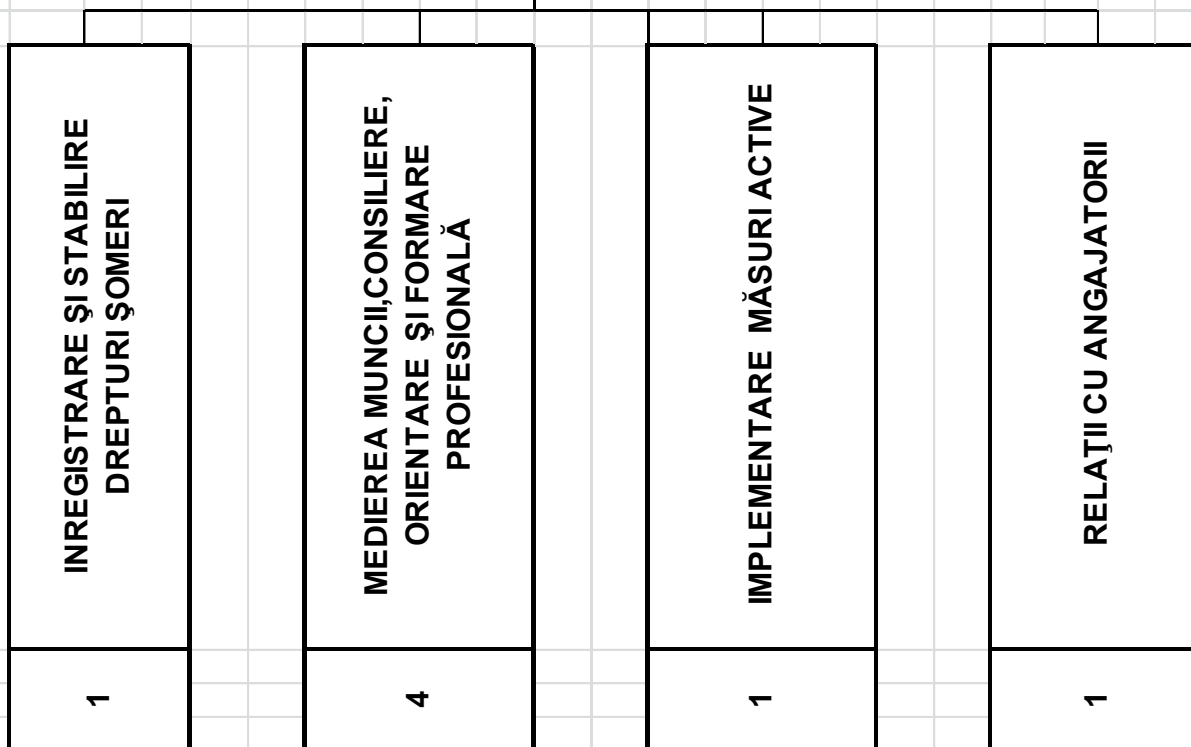 INREGISTRARE ŞI STABILIRE
DREPTURI ŞOMERI
1
MEDIEREA MUNCII,CONSILIERE,
ORIENTARE ŞI FORMARE
PROFESIONALĂ
4
IMPLEMENTARE MĂSURI ACTIVE
1
RELAŢII CU ANGAJATORII
1